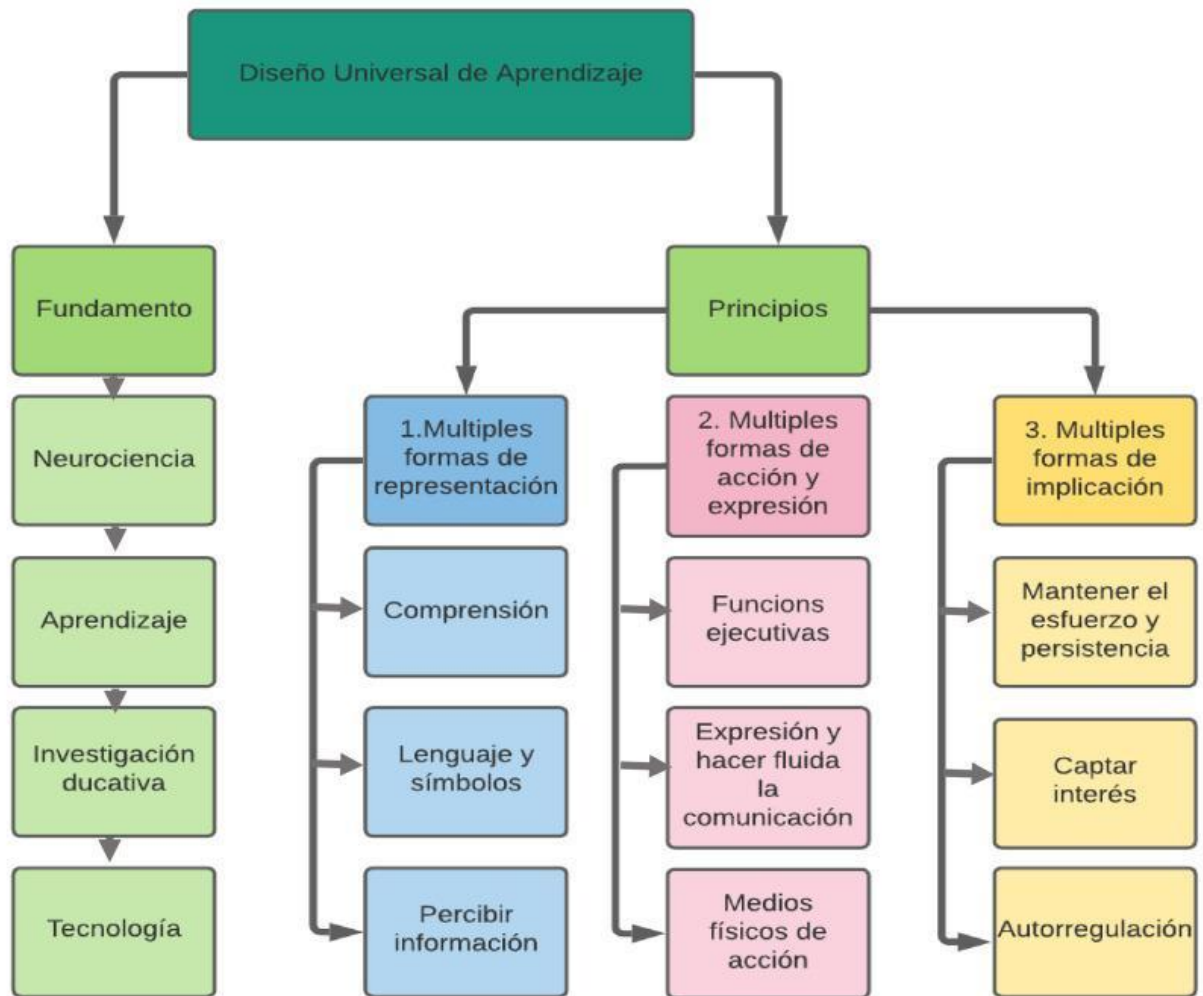 Diseño Universal de Aprendizaje
Fundamento
Principios
Neurociencia
Aprendizaje
Investigación
ducativa
Tecnología
1.Multiples
formas de
representación
Comprensión
Lenguaje y
símbolos
Percibir
información
2. Multiples
formas de
acción y
expresión
Funcions
ejecutivas
Expresión y
hacer fluida
la
comunicación
Medios
físicos de
acción
3. Multiples
formas de
implicación
Mantener el
esfuerzo y
persistencia
Captar
interés
Autorregulación